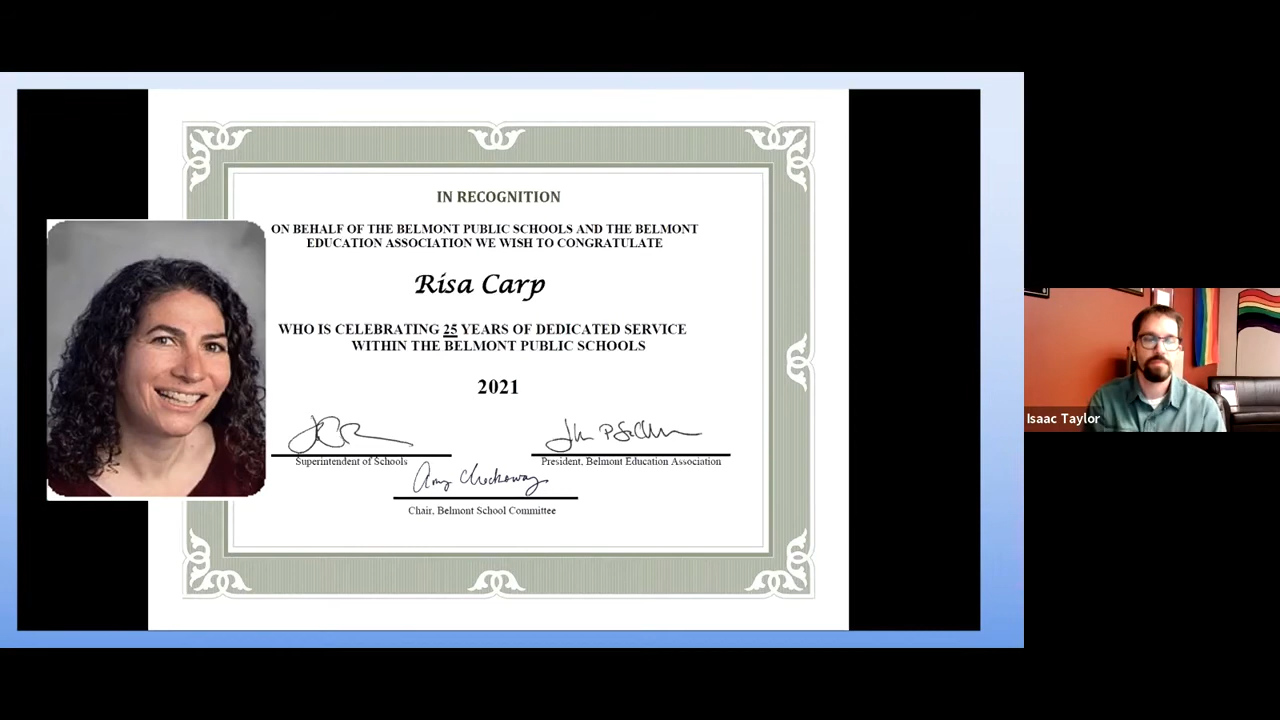 IN RECOGNITION
ON BEHALF OF THE BELMONT PUBLIC SCHOOLS AND THE BELMONT
EDUCATION ASSOCIATION WE WISH TO CONGRATULATE
Risa Carp
WHO IS CELEBRATING 25 YEARS OF DEDICATED SERVICE
WITHIN THE BELMONT PUBLIC SCHOOLS
2021
Superintendent of Schools
President, Belmont Education Association
Amy Checkoway
Chair, Belmont School Committee
Isaac Taylor